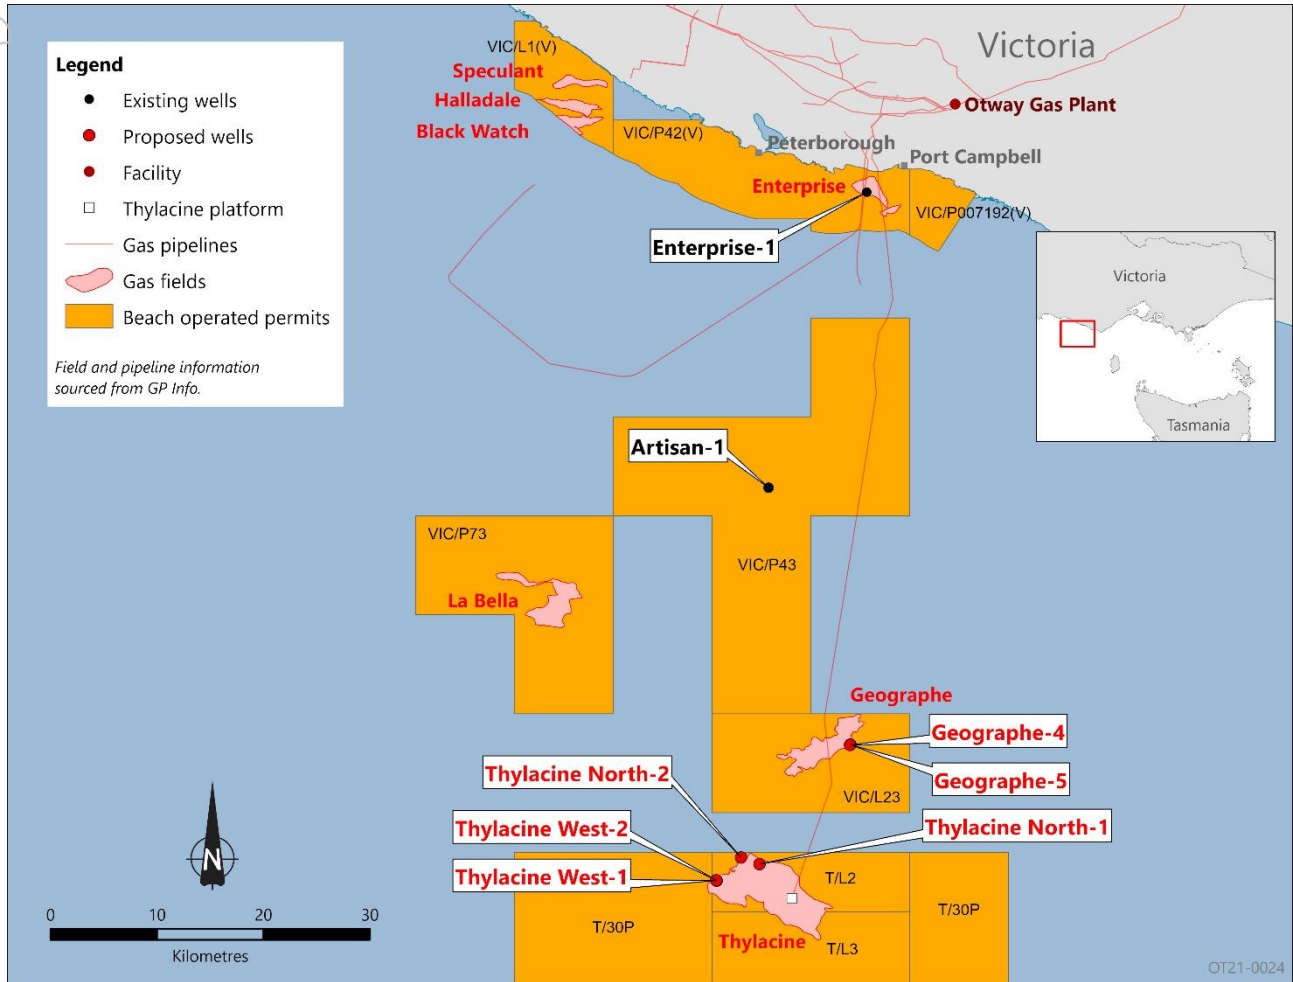 Legend
Existing wells
Proposed wells
Facility
Thylacine platform
Gas pipelines
Gas fields
Beach operated permits
Field and pipeline information
sourced from GP Info.
VIC/L1(V)
Victoria
Speculant
Halladale
Black Watch
Otway Gas Plant
VIC/P42(V)
Peterborough
Port Campbell
Enterprise
VIC/P007192(V)
Enterprise-1
Victoria
Tasmania
Artisan-1
VIC/P73
VIC/P43
La Bella
Geographe
Geographe-4
Geographe-5
VIC/L23
Thylacine North-2
Thylacine West-2
Thylacine North-1
Thylacine West-1
T/L2
T/30P
T/30P
Thylacine
T/L3
N
0 10 20 30
Kilometres
OT21-0024